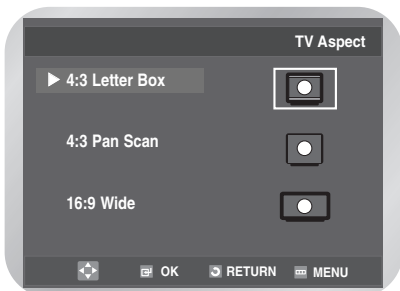 TV Aspect
4:3 Letter Box
4:3 Pan Scan
16:9 Wide
OK RETURN MENU